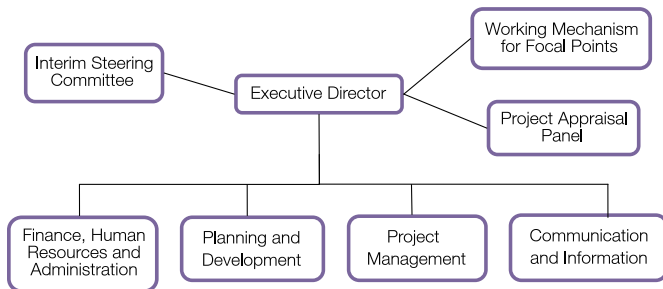 Working Mechanism
for Focal Points
Interim Steering
Committee
Executive Director
Project Appraisal
Panel
Finance, Human
Resources and
Administration
Planning and
Development
Project
Management
Communication
and Information